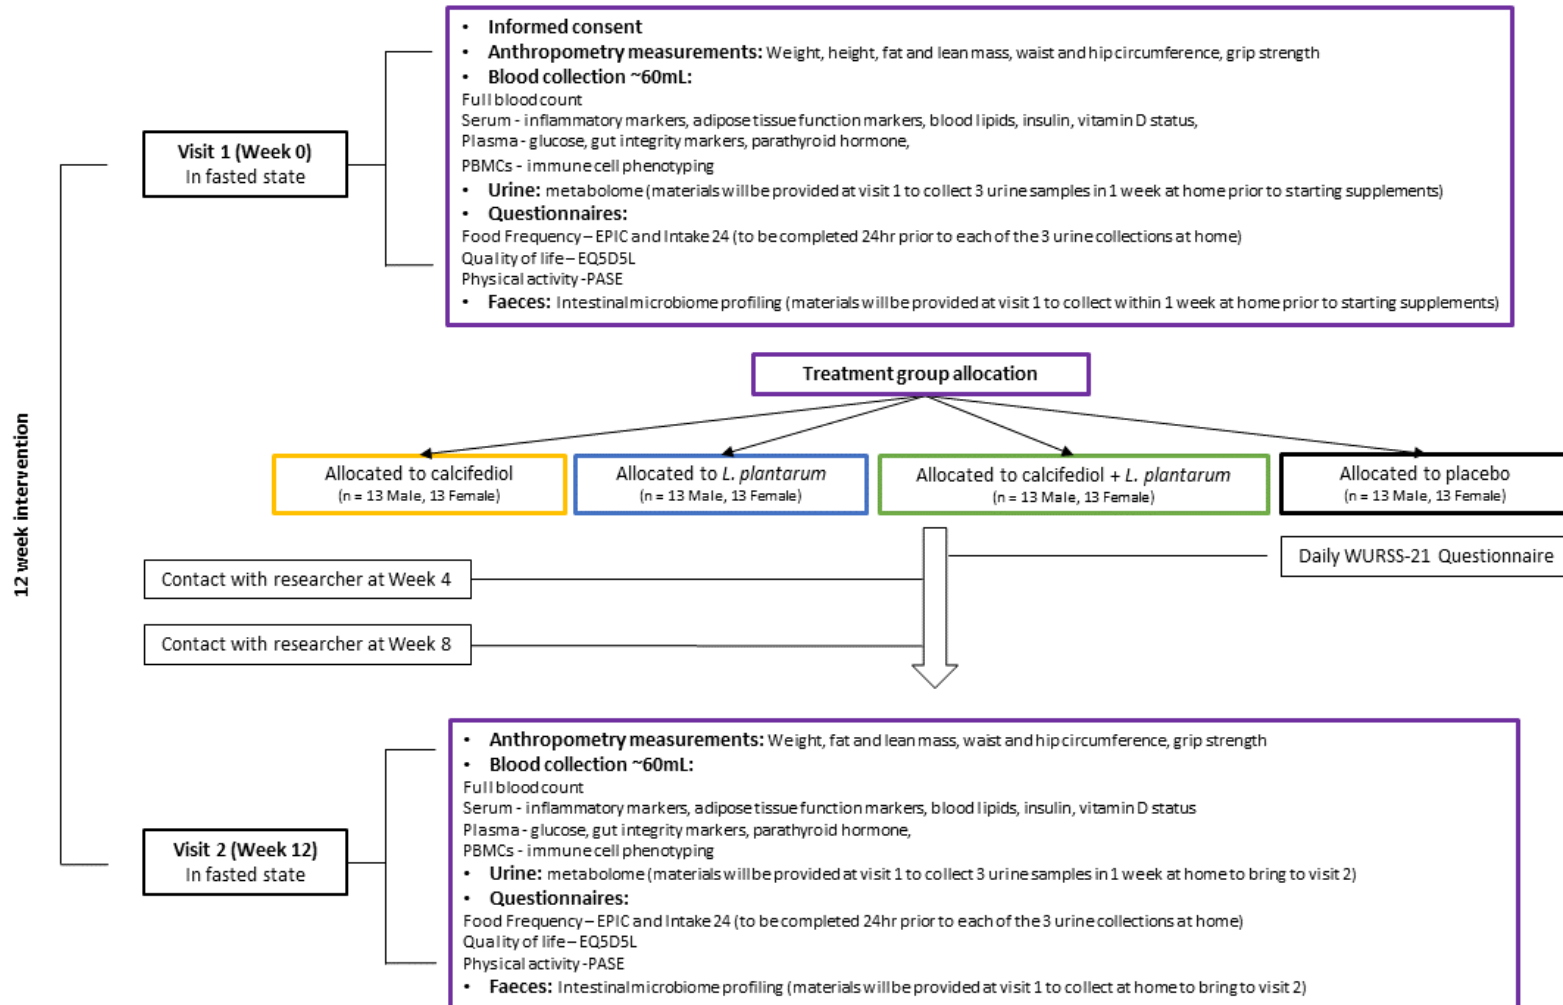 • Informed consent
• Anthropometry measurements: Weight, height, fat and lean mass, waist and hip circumference, grip strength
• Blood collection ~60mL:
Full blood count
Serum - inflammatory markers, adipose tissue function markers, blood lipids, insulin, vitamin D status,
Plasma - glucose, gut integrity markers, parathyroid hormone,
PBMCs - immune cell phenotyping
• Urine: metabolome (materials will be provided at visit 1 to collect 3 urine samples in 1 week at home prior to starting supplements)
• Questionnaires:
Food Frequency – EPIC and Intake 24 (to be completed 24hr prior to each of the 3 urine collections at home)
Quality of life – EQ5D5L
Physical activity -PASE
• Faeces: Intestinal microbiome profiling (materials will be provided at visit 1 to collect within 1 week at home prior to starting supplements)
Visit 1 (Week 0)
In fasted state
12 week intervention
Treatment group allocation
Allocated to calcifediol
(n = 13 Male, 13 Female)
Allocated to L. plantarum
(n = 13 Male, 13 Female)
Allocated to calcifediol + L. plantarum
(n = 13 Male, 13 Female)
Allocated to placebo
(n = 13 Male, 13 Female)
Daily WURSS-21 Questionnaire
Contact with researcher at Week 4
Contact with researcher at Week 8
Visit 2 (Week 12)
In fasted state
• Anthropometry measurements: Weight, fat and lean mass, waist and hip circumference, grip strength
• Blood collection ~60mL:
Full blood count
Serum - inflammatory markers, adipose tissue function markers, blood lipids, insulin, vitamin D status
Plasma - glucose, gut integrity markers, parathyroid hormone,
PBMCs - immune cell phenotyping
• Urine: metabolome (materials will be provided at visit 1 to collect 3 urine samples in 1 week at home to bring to visit 2)
• Questionnaires:
Food Frequency – EPIC and Intake 24 (to be completed 24hr prior to each of the 3 urine collections at home)
Quality of life – EQ5D5L
Physical activity -PASE
• Faeces: Intestinal microbiome profiling (materials will be provided at visit 1 to collect at home to bring to visit 2)